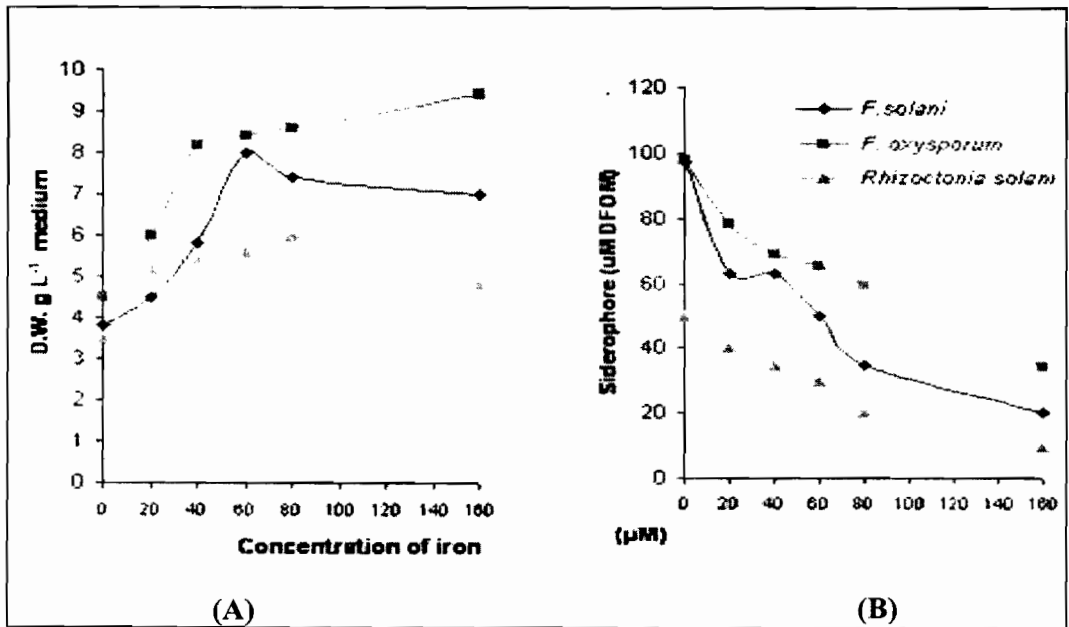 10
9
8
7
6
5
4
3
2
1
0
D.W. g L⁻¹ medium
0 20 40 60 80 100 120 140 160
Concentration of iron
(A)
120
100
80
60
40
20
0
Siderophore (uM DFOM)
F.solani
F. oxysporum
Rhizoctonia solani
0 20 40 60 80 100 120 140 160
(µM)
(B)